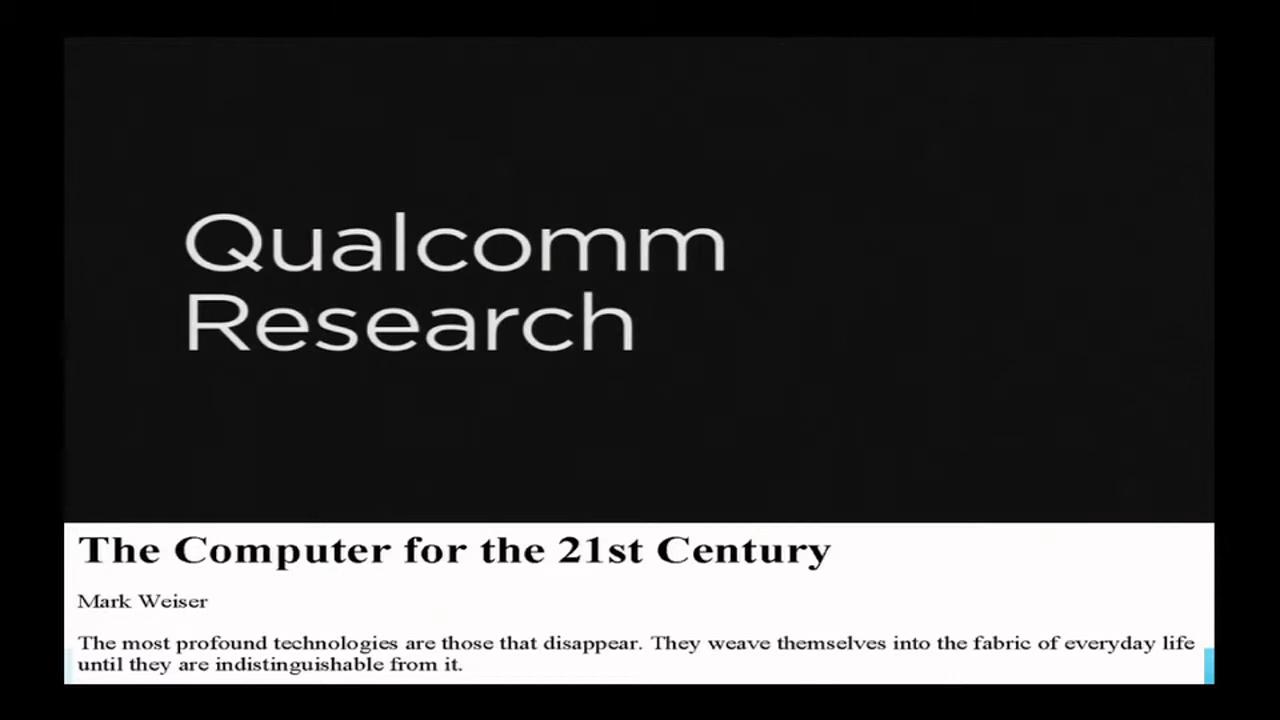 Qualcomm
Research
The Computer for the 21st Century
Mark Weiser
The most profound technologies are those that disappear. They weave themselves into the fabric of everyday life
until they are indistinguishable from it.